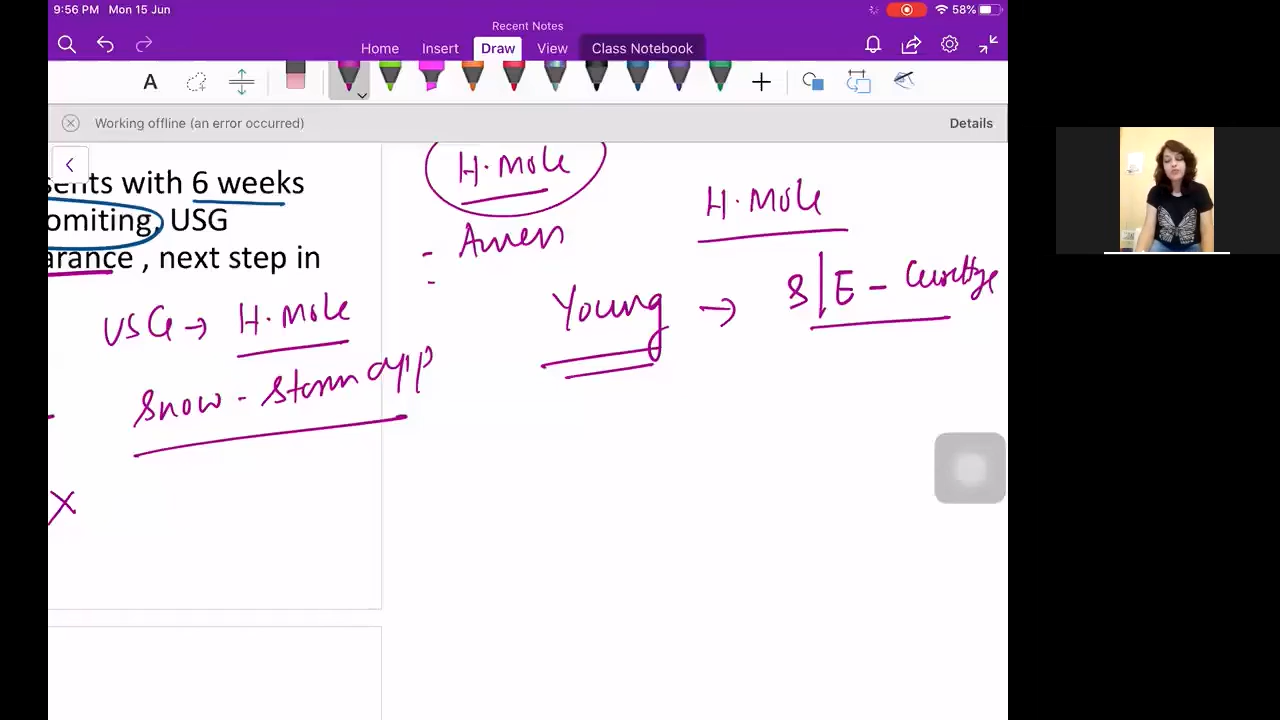 9:56 PM Mon 15 Jun
58%
Recent Notes
Home Insert Draw View Class Notebook
A
Working offline (an error occurred) Details
sents with 6 weeks
omiting, USG
arance , next step in
H.Mole
- Amen
-
USG → H.Mole
Snow-Storm app
X
H.Mole
Young → S/E -